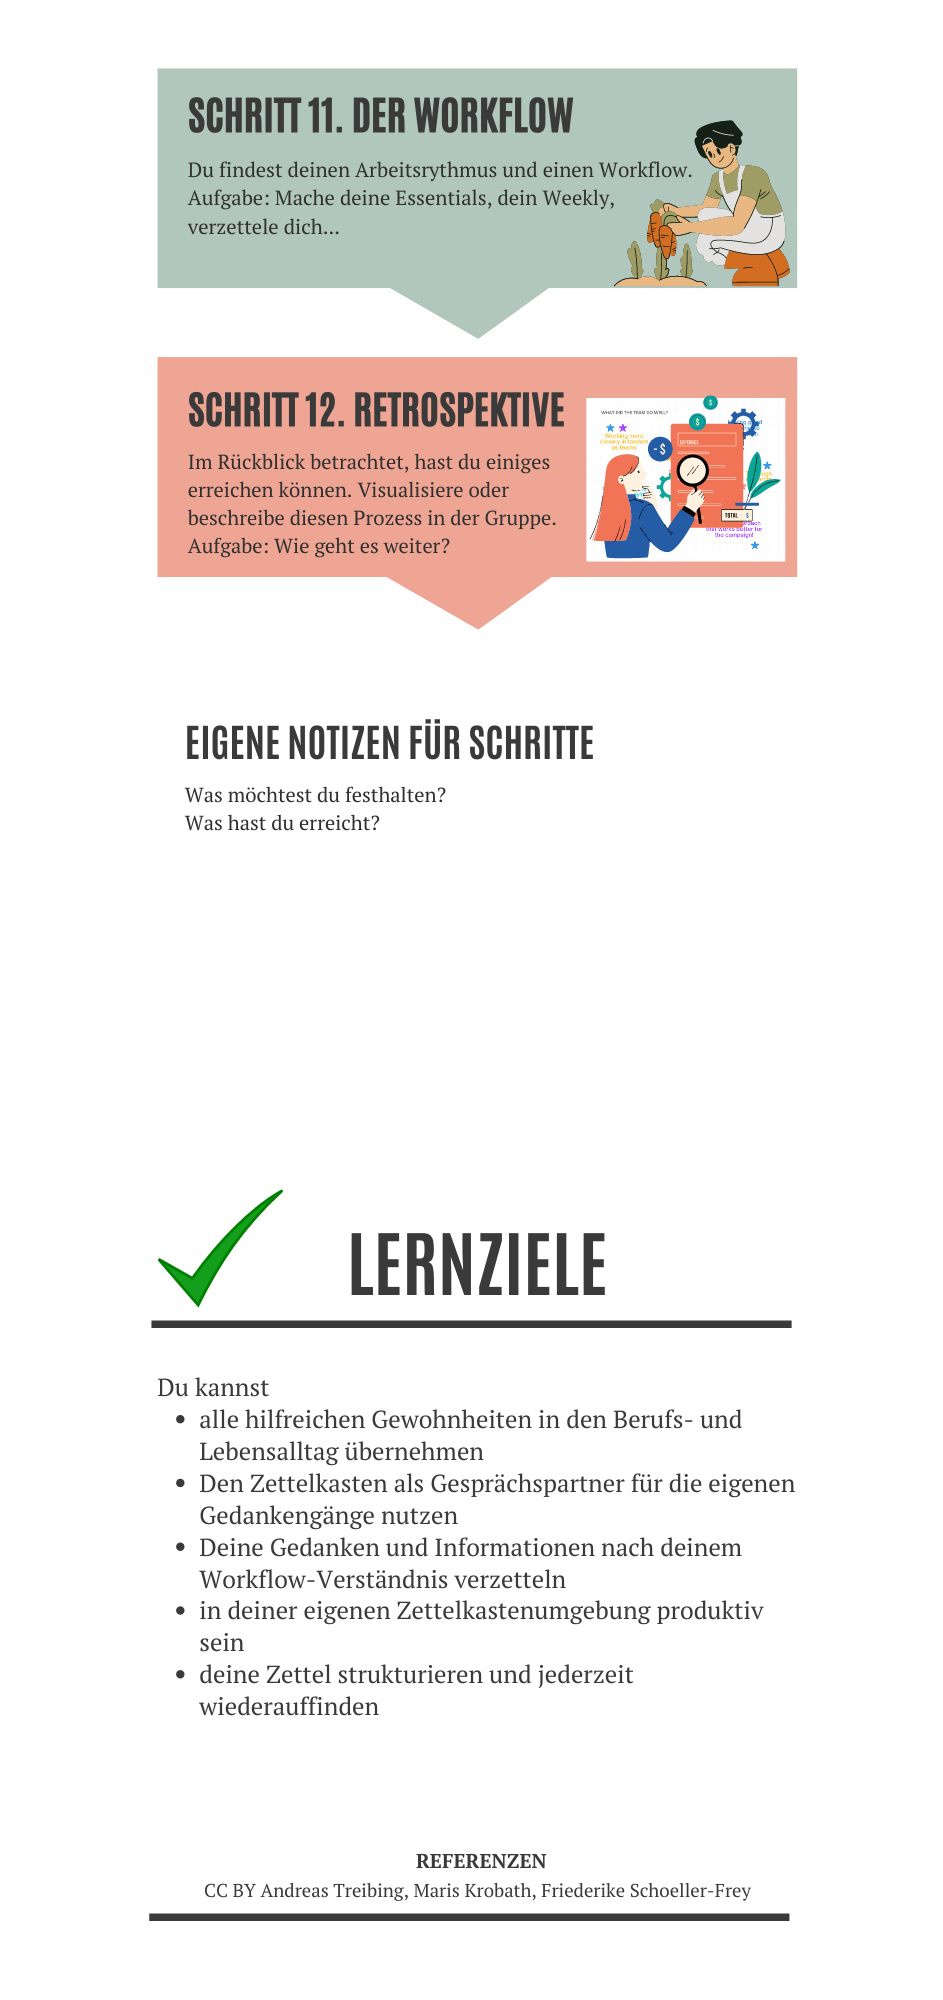 SCHRITT 11. DER WORKFLOW
Du findest deinen Arbeitsrythmus und einen Workflow.
Aufgabe: Mache deine Essentials, dein Weekly,
verzettele dich...
SCHRITT 12. RETROSPEKTIVE
Im Rückblick betrachtet, hast du einiges
erreichen können. Visualisiere oder
beschreibe diesen Prozess in der Gruppe.
Aufgabe: Wie geht es weiter?
WHAT DID THE TEAM DO WELL?
Working more
closely in tandem
as teams
$
$
- $
EXPENSES
TOTAL $
that works better for
the campaign!
EIGENE NOTIZEN FÜR SCHRITTE
Was möchtest du festhalten?
Was hast du erreicht?
LERNZIELE
Du kannst
• alle hilfreichen Gewohnheiten in den Berufs- und
Lebensalltag übernehmen
• Den Zettelkasten als Gesprächspartner für die eigenen
Gedankengänge nutzen
• Deine Gedanken und Informationen nach deinem
Workflow-Verständnis verzetteln
• in deiner eigenen Zettelkastenumgebung produktiv
sein
• deine Zettel strukturieren und jederzeit
wiederauffinden
REFERENZEN
CC BY Andreas Treibing, Maris Krobath, Friederike Schoeller-Frey